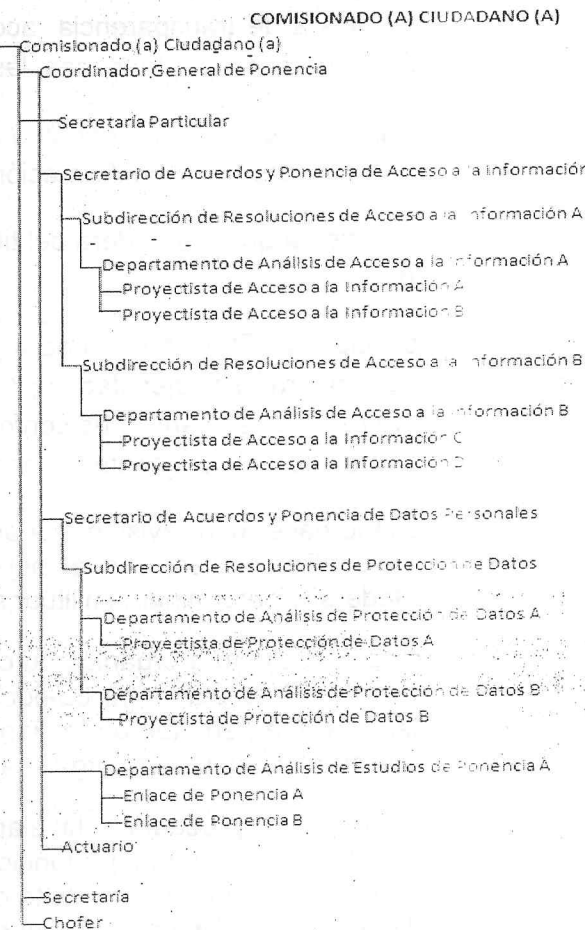 COMISIONADO (A) CIUDADANO (A)
Comisionado (a) Ciudadano (a)
Coordinador General de Ponencia
Secretaría Particular
Secretario de Acuerdos y Ponencia de Acceso a la Información
Subdirección de Resoluciones de Acceso a la Información A
Departamento de Análisis de Acceso a la Información A
Proyectista de Acceso a la Información A
Proyectista de Acceso a la Información B
Subdirección de Resoluciones de Acceso a la Información B
Departamento de Análisis de Acceso a la Información B
Proyectista de Acceso a la Información C
Proyectista de Acceso a la Información D
Secretario de Acuerdos y Ponencia de Datos Personales
Subdirección de Resoluciones de Protección de Datos
Departamento de Análisis de Protección de Datos A
Proyectista de Protección de Datos A
Departamento de Análisis de Protección de Datos B
Proyectista de Protección de Datos B
Departamento de Análisis de Estudios de Ponencia A
Enlace de Ponencia A
Enlace de Ponencia B
Actuario
Secretaría
Chofer